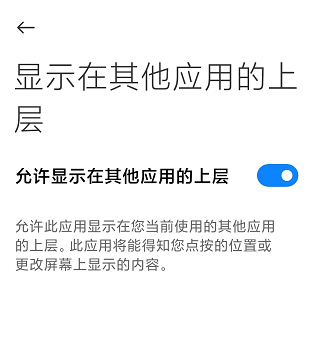 显示在其他应用的上
层
允许显示在其他应用的上层
允许此应用显示在您当前使用的其他应用
的上层。此应用将能得知您点按的位置或
更改屏幕上显示的内容。